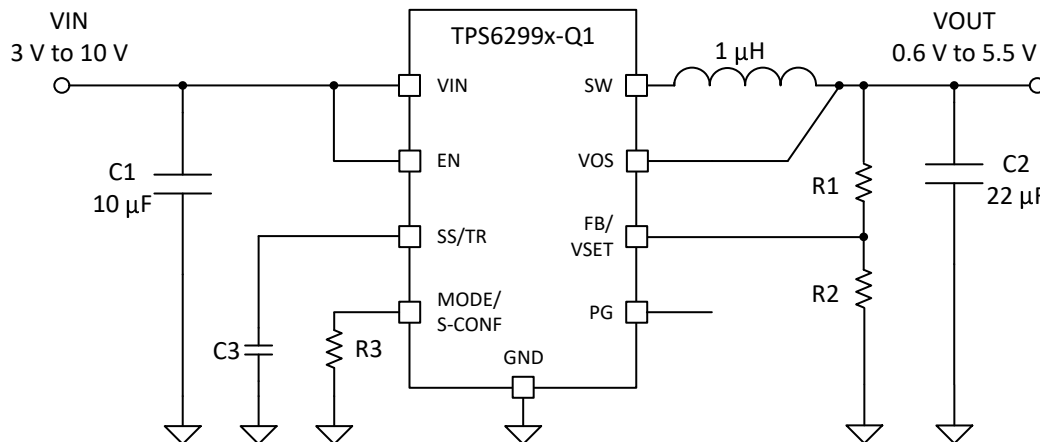 VIN
3 V to 10 V
TPS6299x-Q1
VOUT
0.6 V to 5.5 V
1 µH
VIN
SW
EN
VOS
C1
10 µF
R1
C2
22 µF
SS/TR
FB/
VSET
MODE/
S-CONF
PG
R2
C3
R3
GND